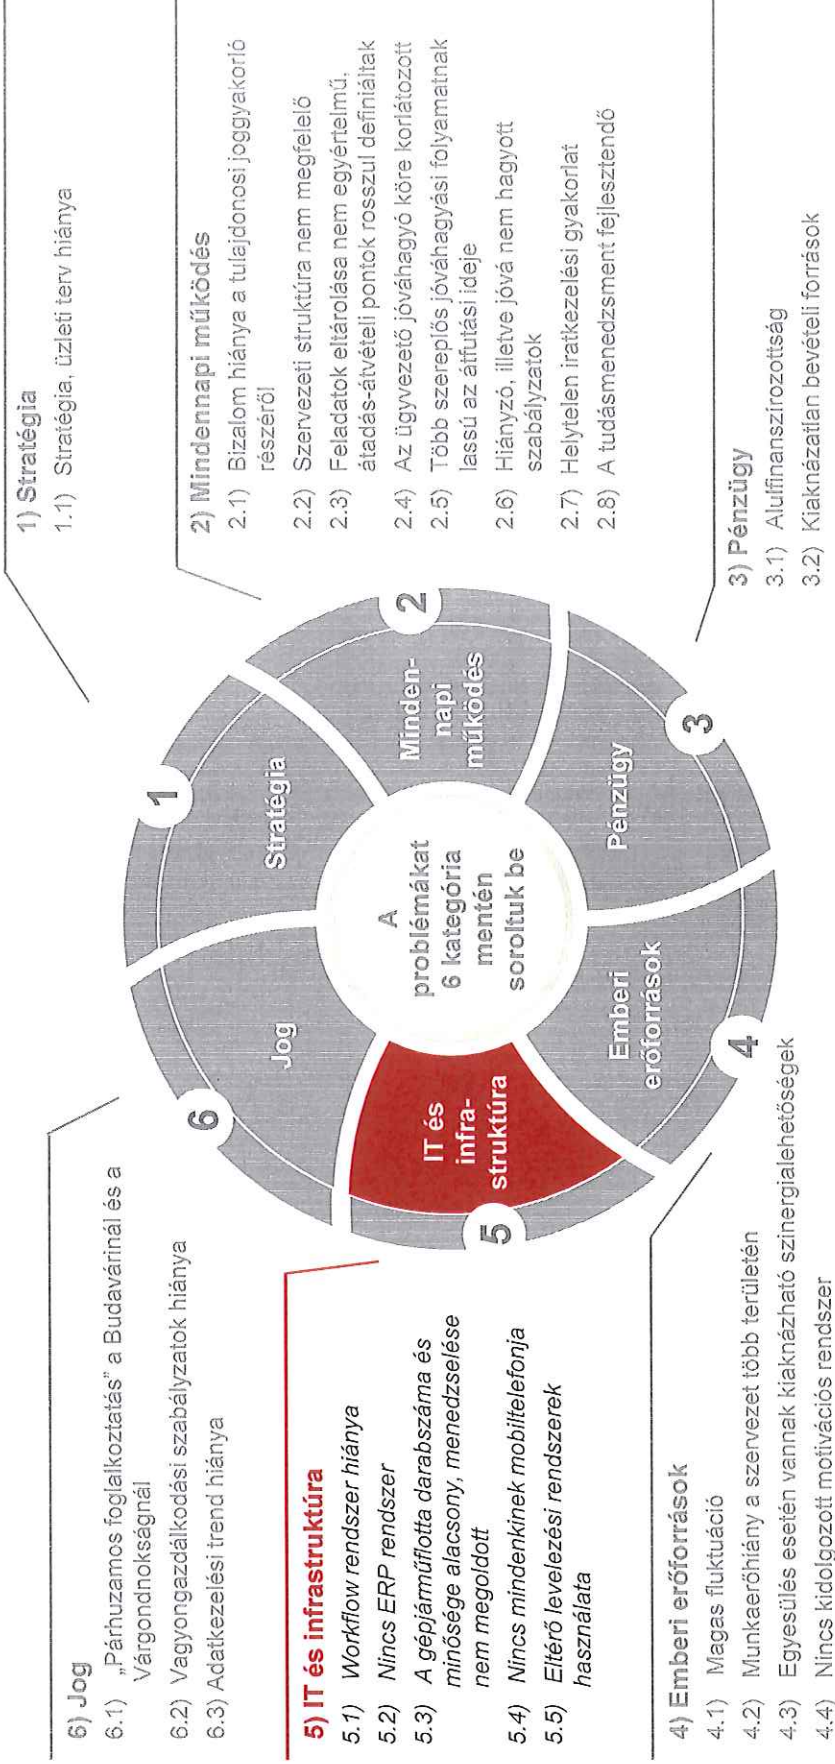 6) Jog
6.1) „Párhuzamos foglalkoztatás” a Budavárinál és a
Várgondnokságnál
6.2) Vagyongazdálkodási szabályzatok hiánya
6.3) Adatkezelési trend hiánya
5) IT és infrastruktúra
5.1) Workflow rendszer hiánya
5.2) Nincs ERP rendszer
5.3) A gépjárműflotta darabszáma és
minősége alacsony, menedzselése
nem megoldott
5.4) Nincs mindenkinek mobiltelefonja
5.5) Eltérő levelezési rendszerek
használata
4) Emberi erőforrások
4.1) Magas fluktuáció
4.2) Munkaerőhiány a szervezet több területén
4.3) Egyesülés esetén vannak kiaknázható szinergialehetőségek
4.4) Nincs kidolgozott motivációs rendszer
A
problémákat
6 kategória
mentén
soroltuk be
1
Stratégia
2
Minden-
napi
működés
3
Pénzügy
4
Emberi
erőforrások
5
IT és
infra-
struktúra
6
Jog
1) Stratégia
1.1) Stratégia, üzleti terv hiánya
2) Mindennapi működés
2.1) Bizalom hiánya a tulajdonosi joggyakorló
részéről
2.2) Szervezeti struktúra nem megfelelő
2.3) Feladatok eltárolása nem egyértelmű,
átadás-átvételi pontok rosszul definiáltak
2.4) Az ügyvezető jóváhagyó köre korlátozott
2.5) Több szereplős jóváhagyási folyamatnak
lassú az átfutási ideje
2.6) Hiányzó, illetve jóvá nem hagyott
szabályzatok
2.7) Helytelen iratkezelési gyakorlat
2.8) A tudásmenedzsment fejlesztendő
3) Pénzügy
3.1) Alulfinanszírozottság
3.2) Kiaknázatlan bevételi források